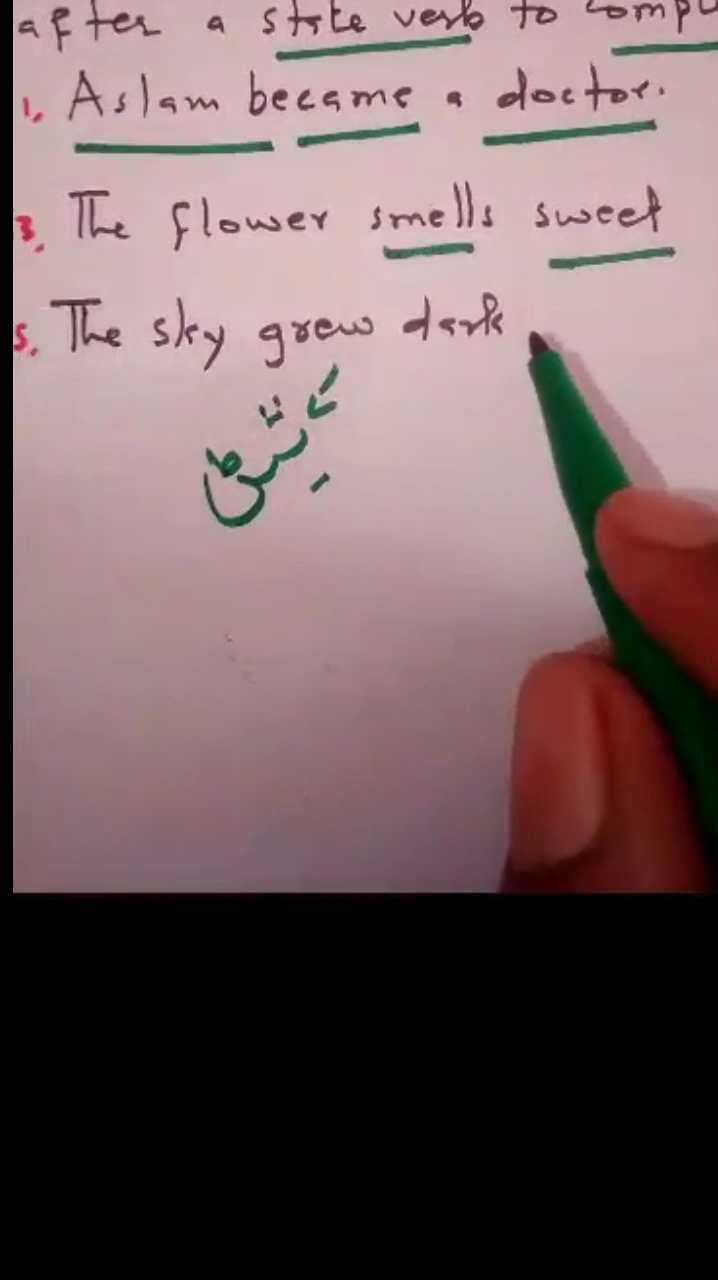 after a state verb to
1. Aslam became a doctor.
3. The flower smells sweet
5. The sky grew dark